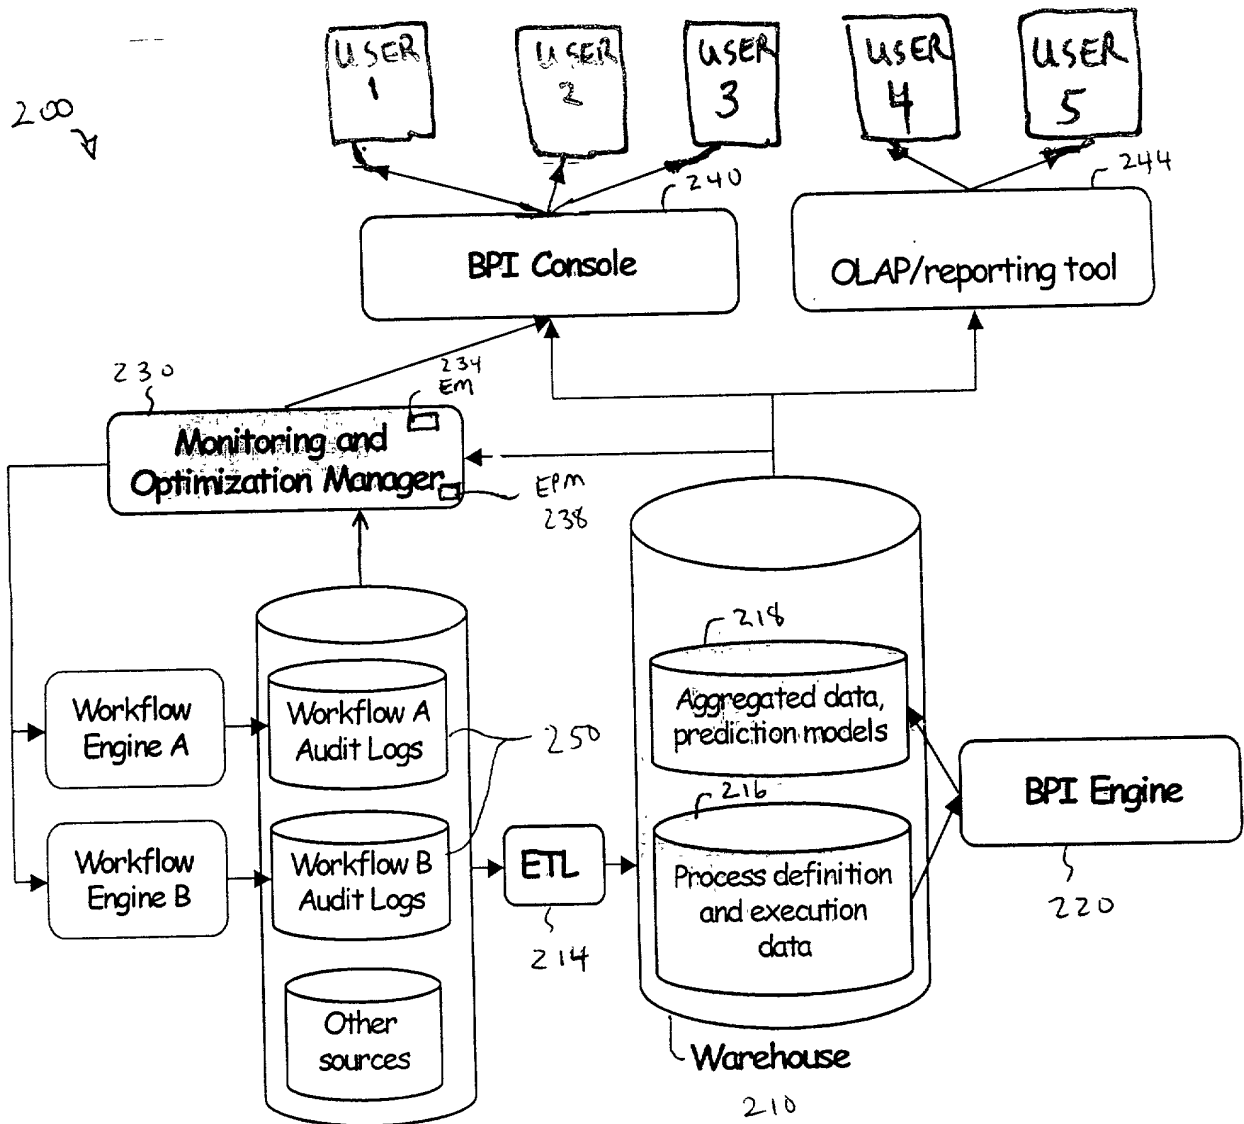 200
USER
1
USER
2
USER
3
USER
4
USER
5
240
244
BPI Console
OLAP/reporting tool
230
234
EM
Monitoring and
Optimization Manager
EPM
238
218
Aggregated data,
prediction models
Workflow
Engine A
Workflow A
Audit Logs
250
216
BPI Engine
220
Workflow
Engine B
Workflow B
Audit Logs
ETL
214
Process definition
and execution
data
Other
sources
Warehouse
210